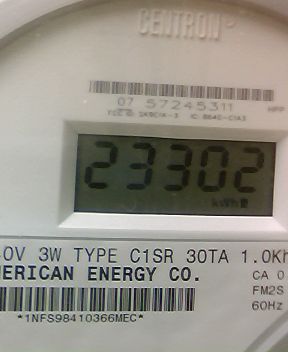 CENTRON
07 57245311
23302
kWh
0V 3W TYPE C1SR 30TA 1.0Kh
MERICAN ENERGY CO.
CA 0
FM2S
60Hz
*1NFS98410366MEC*